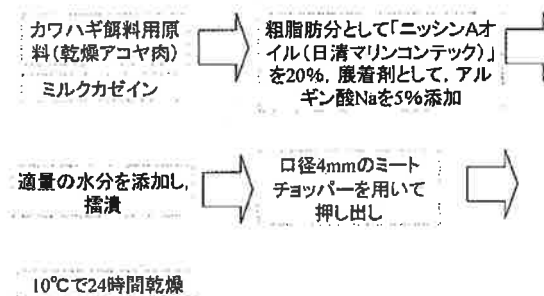 カワハギ餌料用原
料(乾燥アコヤ肉)
ミルクカゼイン
粗脂肪分として「ニッシンAオ
イル(日清マリンコンテック)」
を20%, 展着剤として, アル
ギン酸Naを5%添加
適量の水分を添加し,
擂潰
口径4mmのミート
チョッパーを用いて
押し出し
10℃で24時間乾燥